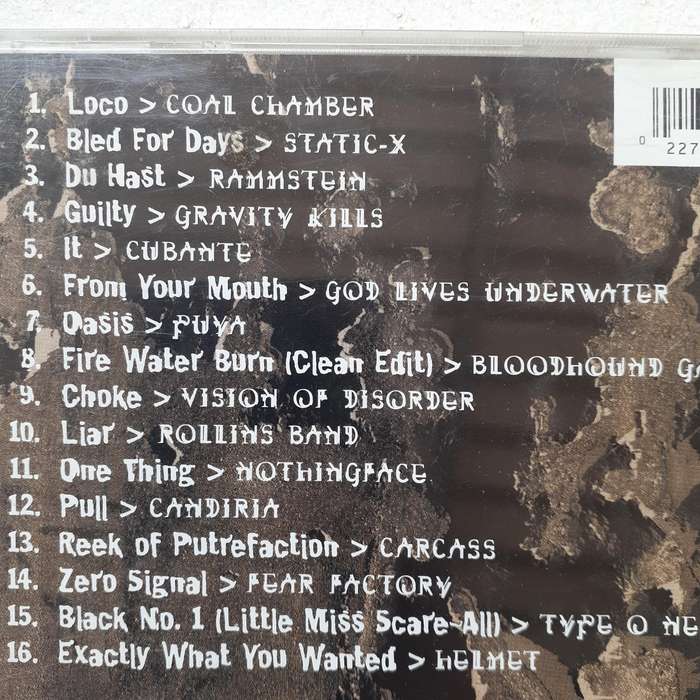 1. Loco > COAL CHAMBER
2. Bled For Days > STATIC-X
3. Du Hast > RAMMSTEIN
4. Guilty > GRAVITY KILLS
5. It > CUBANTE
6. From Your Mouth > GOD LIVES UNDERWATER
7. Oasis > PUYA
8. Fire Water Burn (Clean Edit) > BLOODHOUND GA
9. Choke > VISION OF DISORDER
10. Liar > ROLLINS BAND
11. One Thing > NOTHINGFACE
12. Pull > CANDIRIA
13. Reek of Putrefaction > CARCASS
14. Zero Signal > FEAR FACTORY
15. Black No. 1 (Little Miss Scare-All) > TYPE O NE
16. Exactly What You Wanted > HELMET
0 227